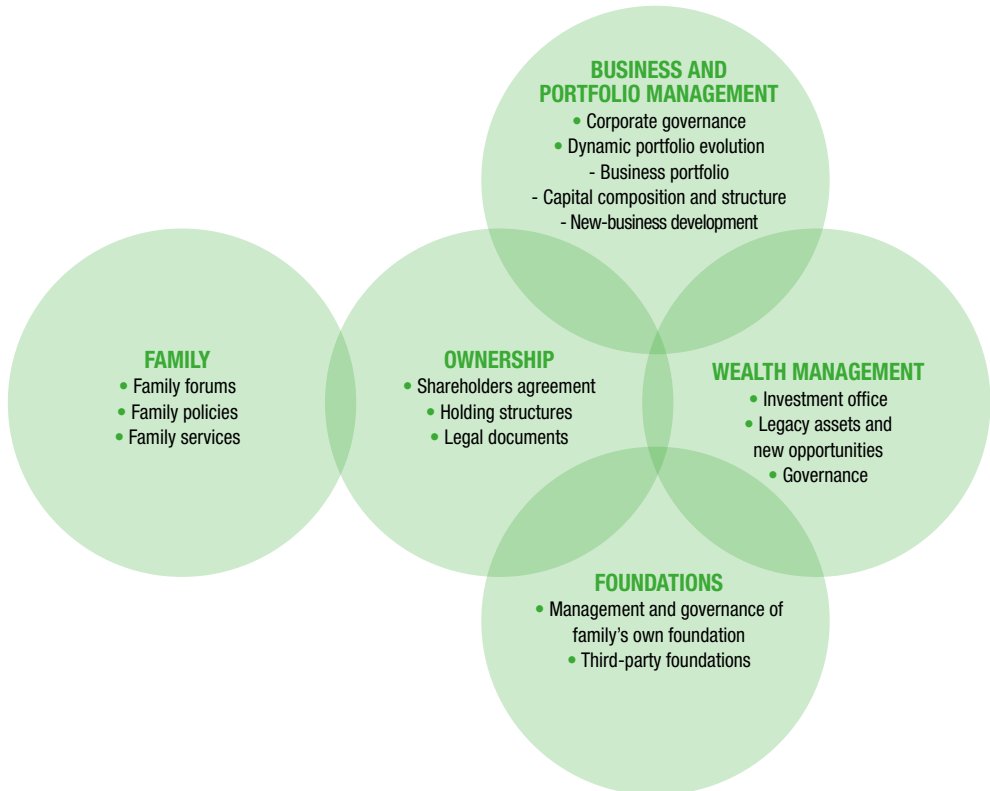 BUSINESS AND
PORTFOLIO MANAGEMENT
• Corporate governance
• Dynamic portfolio evolution
- Business portfolio
- Capital composition and structure
- New-business development
FAMILY
• Family forums
• Family policies
• Family services
OWNERSHIP
• Shareholders agreement
• Holding structures
• Legal documents
WEALTH MANAGEMENT
• Investment office
• Legacy assets and
new opportunities
• Governance
FOUNDATIONS
• Management and governance of
family’s own foundation
• Third-party foundations